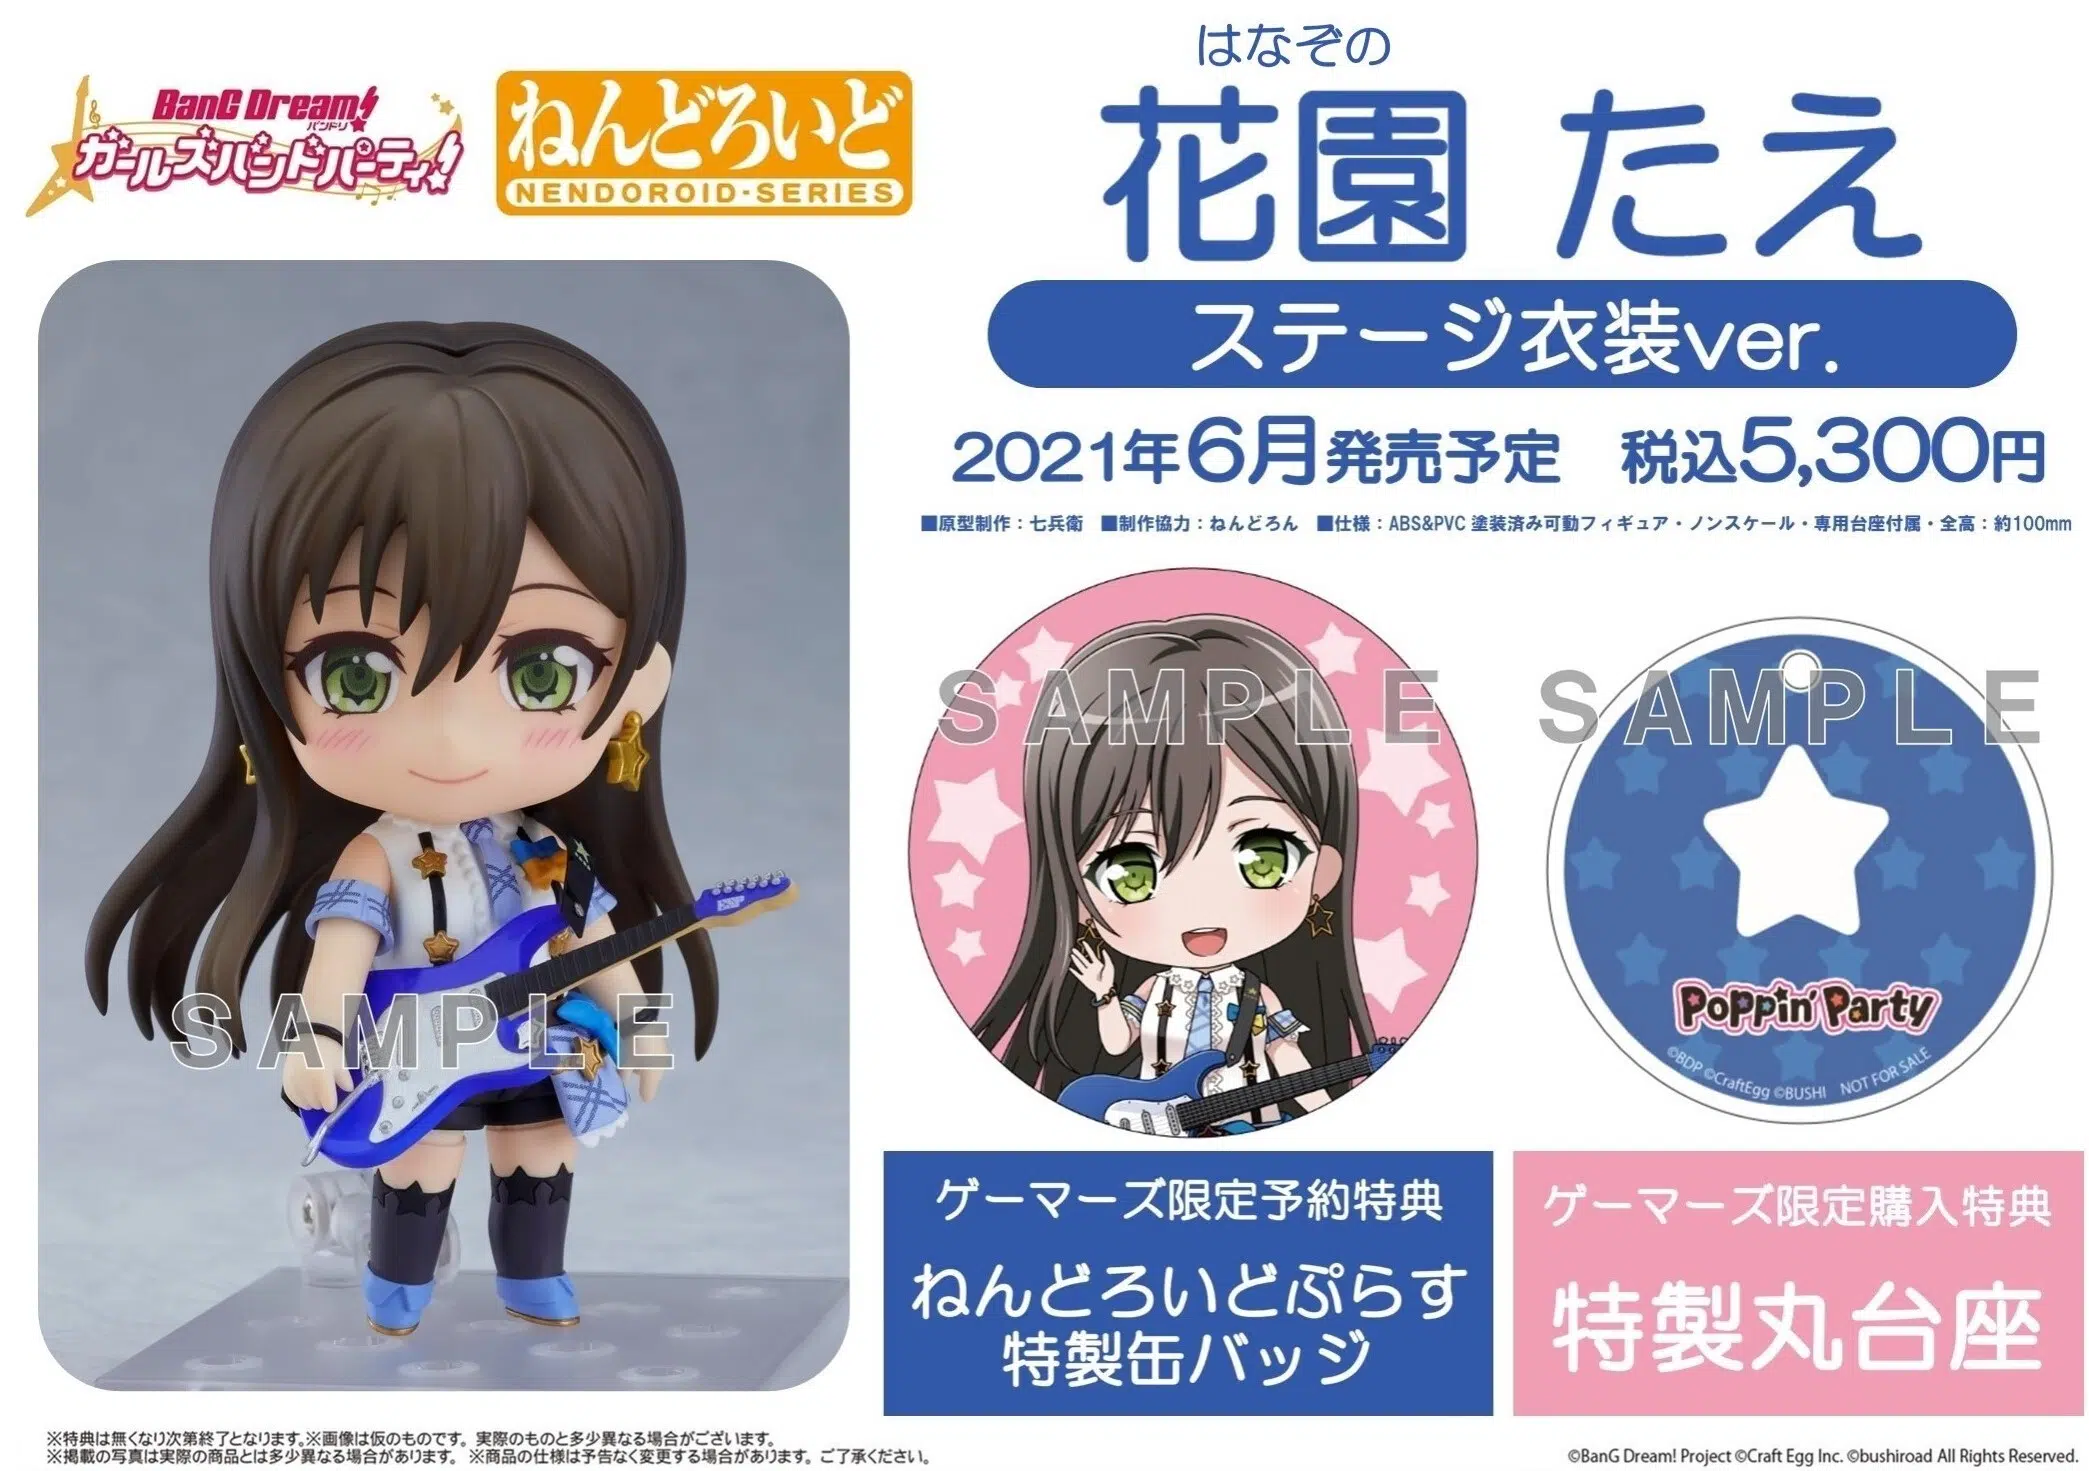 BanG Dream!
バンドリ
ガールズバンドパーティ!
ねんどろいど
NENDOROID·SERIES
はなぞの
花園 たえ
ステージ衣装ver.
2021年6月発売予定　税込5,300円
■原型制作：七兵衛　■制作協力：ねんどろん　■仕様：ABS&PVC 塗装済み可動フィギュア・ノンスケール・専用台座付属・全高：約100mm
ESP
SAMPLE
SAMPLE
SAMPLE
Poppin'Party
©BDP ©CraftEgg ©BUSHI　NOT FOR SALE
ゲーマーズ限定予約特典
ねんどろいどぷらす
特製缶バッジ
ゲーマーズ限定購入特典
特製丸台座
※特典は無くなり次第終了となります。※画像は仮のものです。実際のものと多少異なる場合がございます。
※掲載の写真は実際の商品とは多少異なる場合があります。 ※商品の仕様は予告なく変更する場合があります。ご了承ください。
©BanG Dream! Project ©Craft Egg Inc. ©bushiroad All Rights Reserved.